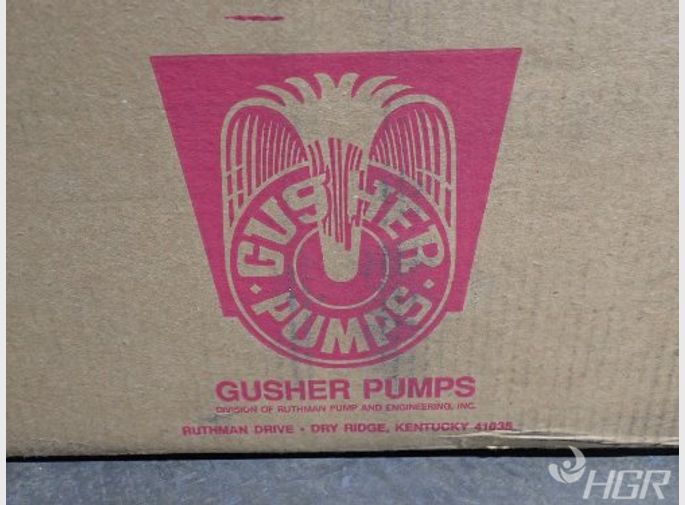 GUSHER
PUMPS
GUSHER PUMPS
DIVISION OF RUTHMAN PUMP AND ENGINEERING, INC.
RUTHMAN DRIVE • DRY RIDGE, KENTUCKY 41035
HGR